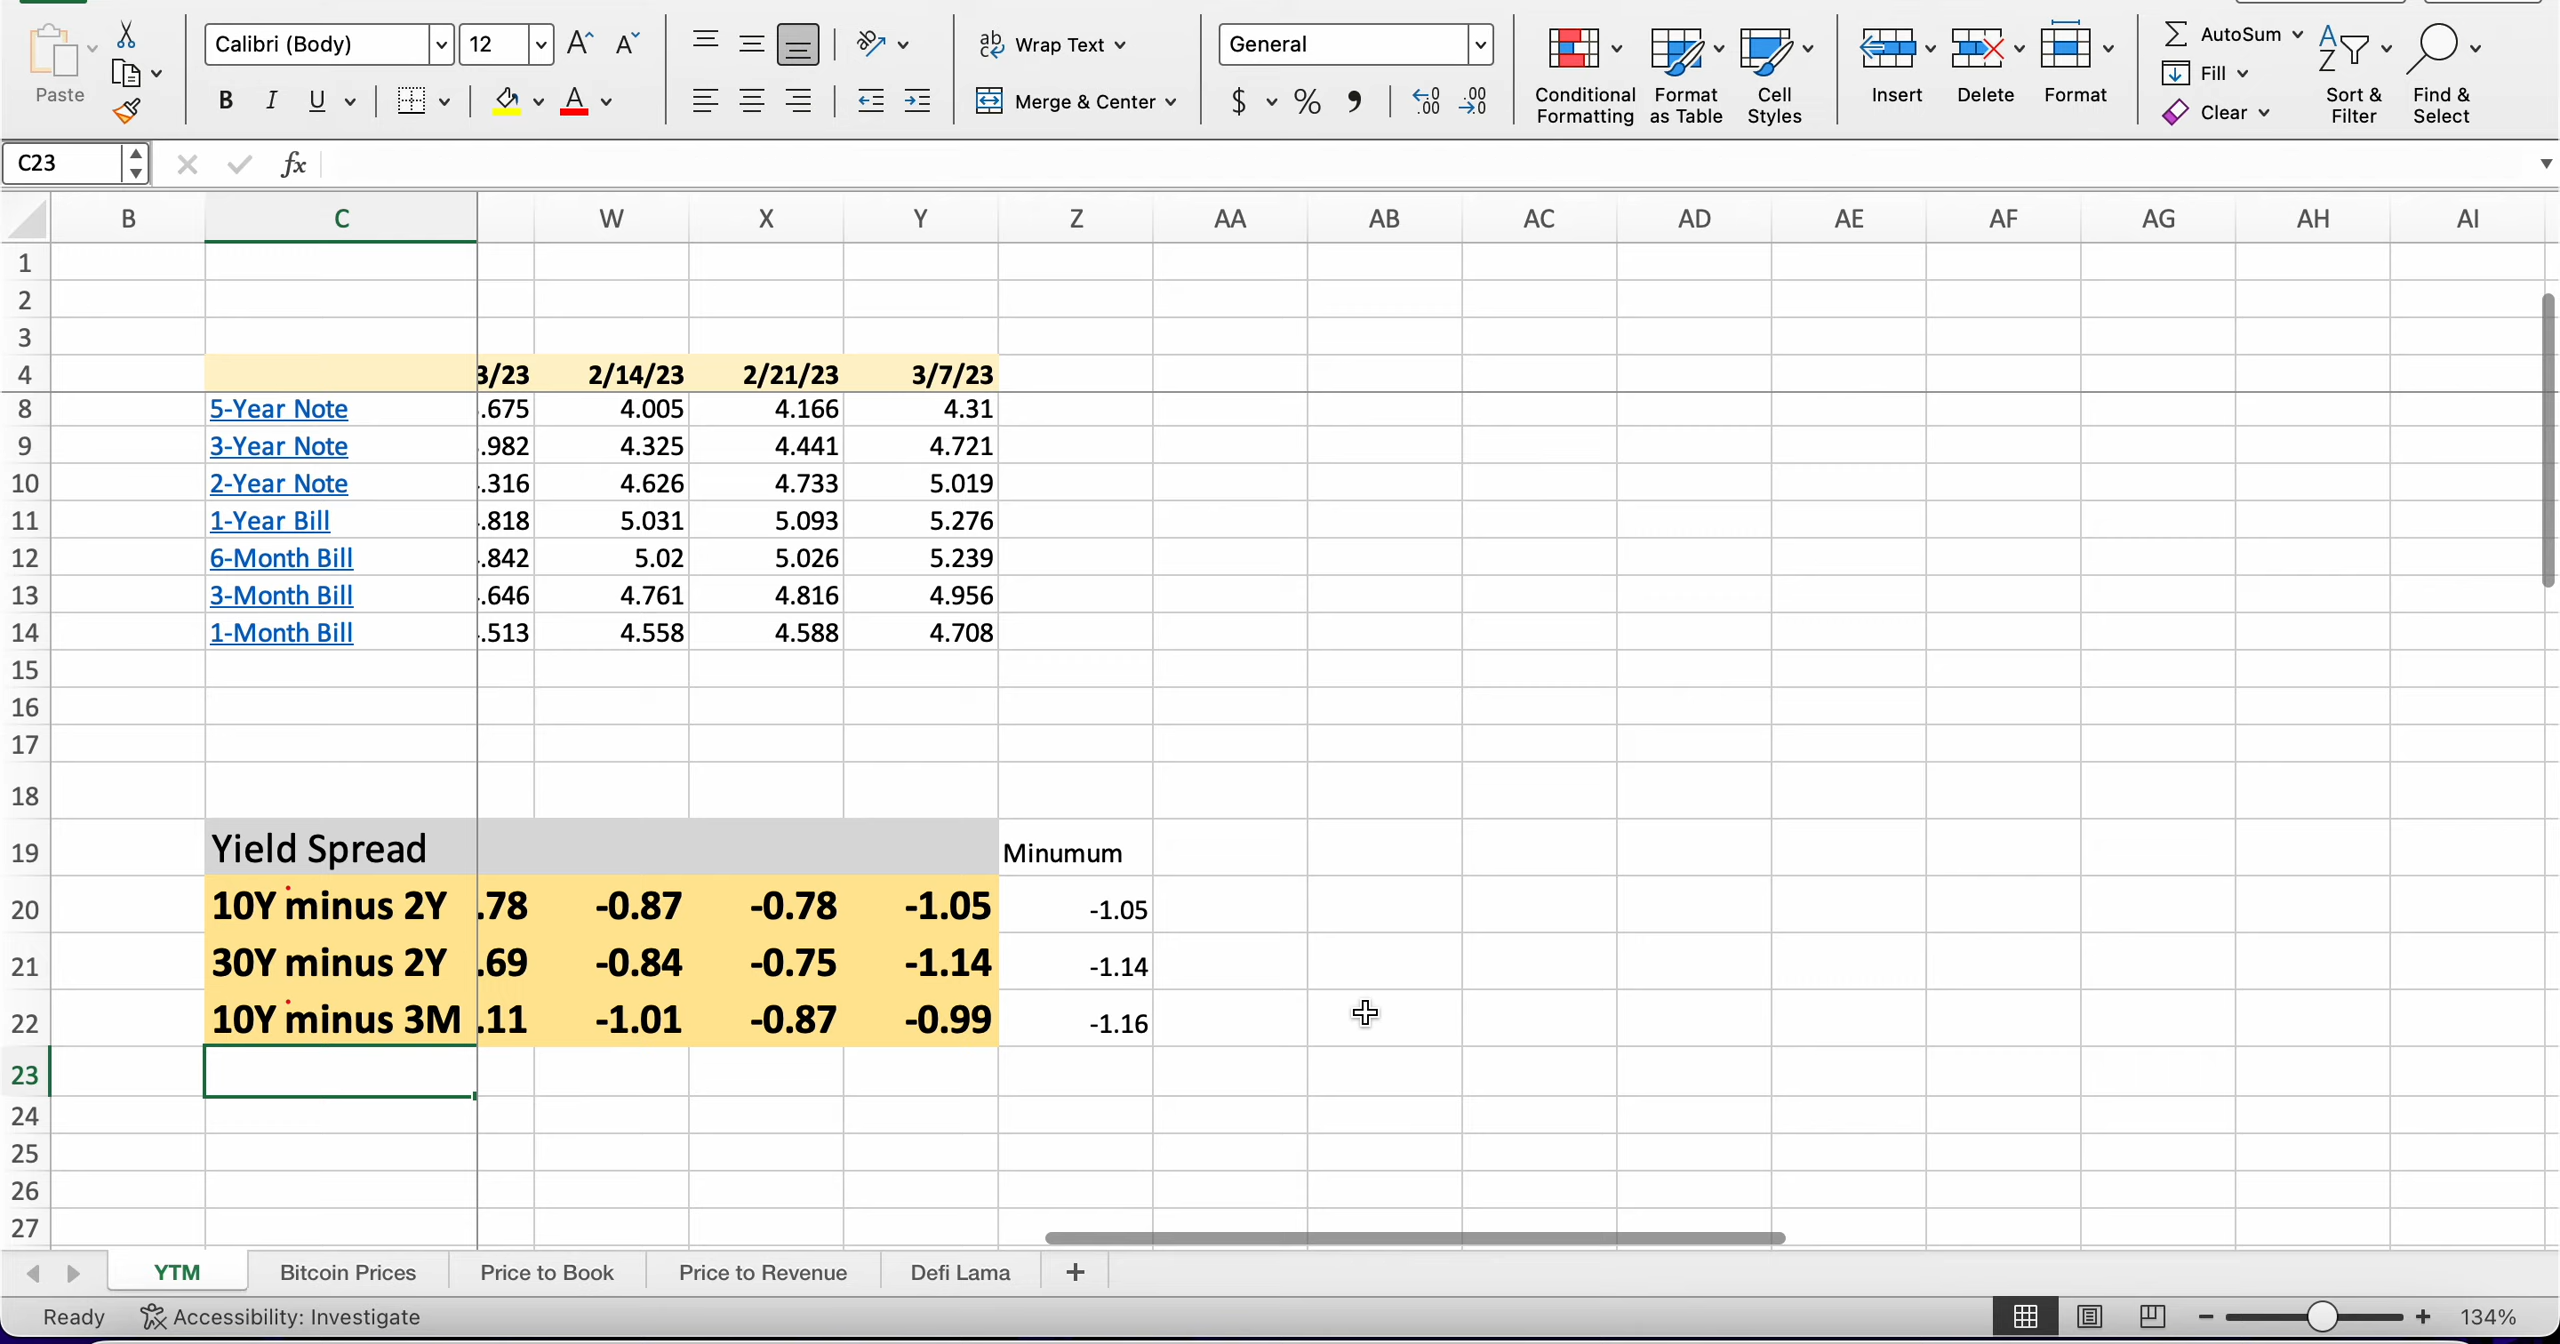 Calibri (Body) 12 Wrap Text General AutoSum
Paste Fill
B I U Merge & Center $ % Conditional Formatting Format as Table Cell Styles Insert Delete Format Clear Sort & Filter Find & Select
C23 fx
B C W X Y Z AA AB AC AD AE AF AG AH AI
1
2
3
4 3/23 2/14/23 2/21/23 3/7/23
8 5-Year Note .675 4.005 4.166 4.31
9 3-Year Note .982 4.325 4.441 4.721
10 2-Year Note .316 4.626 4.733 5.019
11 1-Year Bill .818 5.031 5.093 5.276
12 6-Month Bill .842 5.02 5.026 5.239
13 3-Month Bill .646 4.761 4.816 4.956
14 1-Month Bill .513 4.558 4.588 4.708
15
16
17
18
19 Yield Spread Minumum
20 10Y minus 2Y .78 -0.87 -0.78 -1.05 -1.05
21 30Y minus 2Y .69 -0.84 -0.75 -1.14 -1.14
22 10Y minus 3M .11 -1.01 -0.87 -0.99 -1.16
23
24
25
26
27
YTM Bitcoin Prices Price to Book Price to Revenue Defi Lama +
Ready Accessibility: Investigate 134%